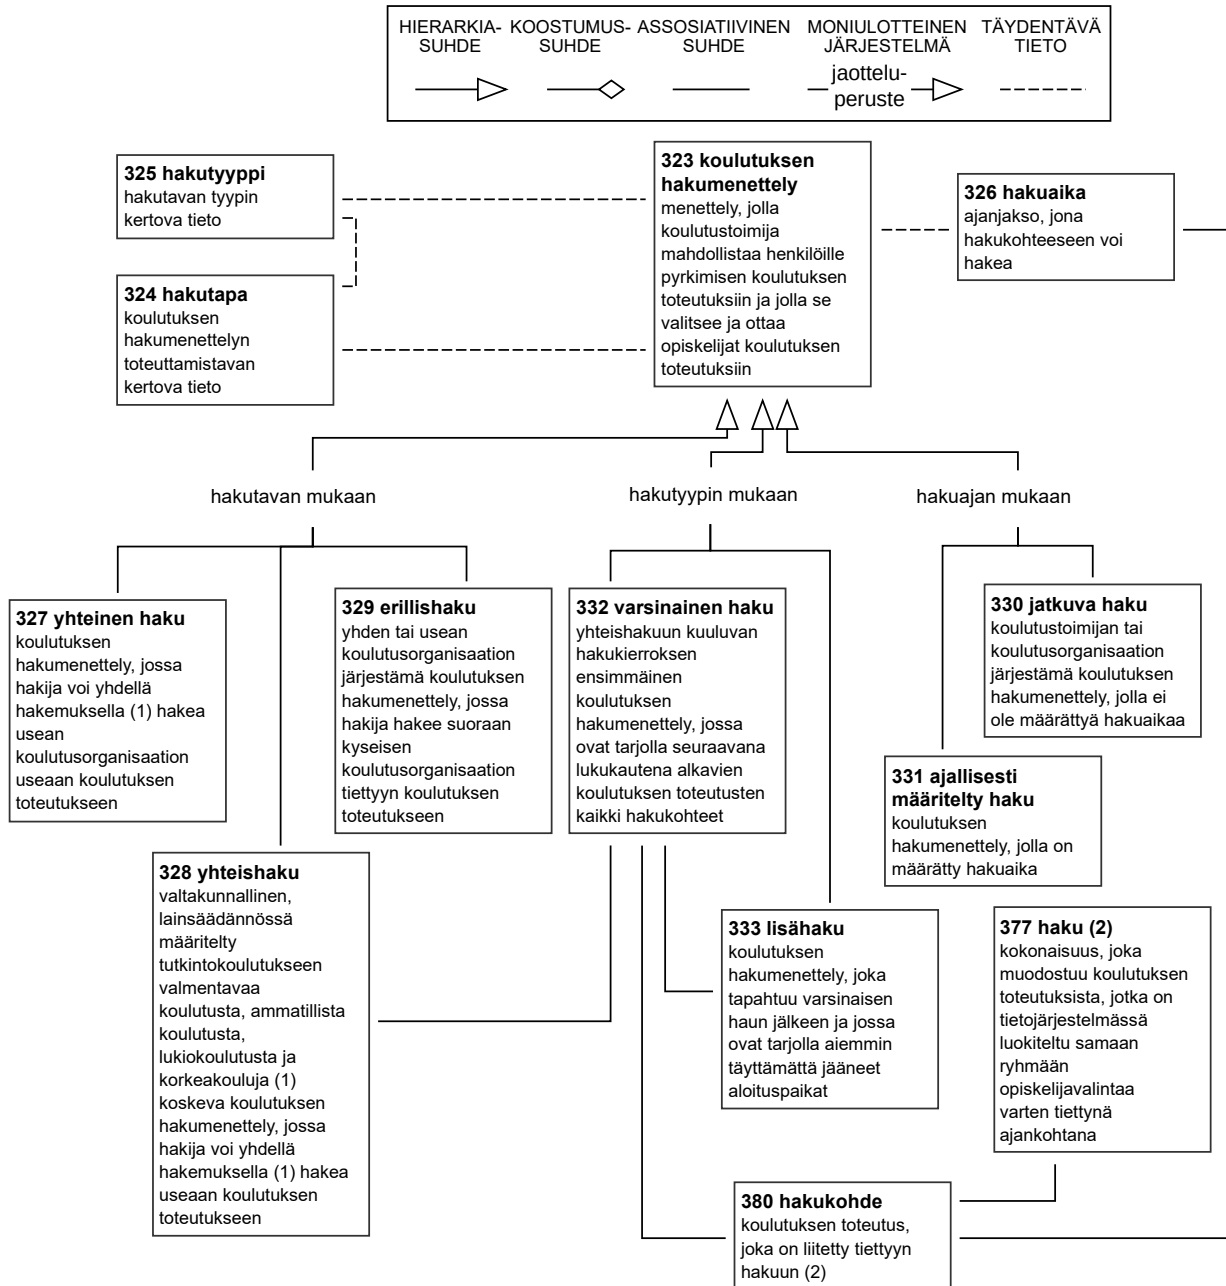 HIERARKIA-
SUHDE
KOOSTUMUS-
SUHDE
ASSOSIATIIVINEN
SUHDE
MONIULOTTEINEN
JÄRJESTELMÄ
jaottelu-
peruste
TÄYDENTÄVÄ
TIETO
325 hakutyyppi
hakutavan tyypin
kertova tieto
324 hakutapa
koulutuksen
hakumenettelyn
toteuttamistavan
kertova tieto
323 koulutuksen
hakumenettely
menettely, jolla
koulutustoimija
mahdollistaa henkilöille
pyrkimisen koulutuksen
toteutuksiin ja jolla se
valitsee ja ottaa
opiskelijat koulutuksen
toteutuksiin
326 hakuaika
ajanjakso, jona
hakukohteeseen voi
hakea
hakutavan mukaan
hakutyypin mukaan
hakuajan mukaan
327 yhteinen haku
koulutuksen
hakumenettely, jossa
hakija voi yhdellä
hakemuksella (1) hakea
usean
koulutusorganisaation
useaan koulutuksen
toteutukseen
329 erillishaku
yhden tai usean
koulutusorganisaation
järjestämä koulutuksen
hakumenettely, jossa
hakija hakee suoraan
kyseisen
koulutusorganisaation
tiettyyn koulutuksen
toteutukseen
332 varsinainen haku
yhteishakuun kuuluvan
hakukierroksen
ensimmäinen
koulutuksen
hakumenettely, jossa
ovat tarjolla seuraavana
lukukautena alkavien
koulutuksen toteutusten
kaikki hakukohteet
330 jatkuva haku
koulutustoimijan tai
koulutusorganisaation
järjestämä koulutuksen
hakumenettely, jolla ei
ole määrättyä hakuaikaa
331 ajallisesti
määritelty haku
koulutuksen
hakumenettely, jolla on
määrätty hakuaika
328 yhteishaku
valtakunnallinen,
lainsäädännössä
määritelty
tutkintokoulutukseen
valmentavaa
koulutusta, ammatillista
koulutusta,
lukiokoulutusta ja
korkeakouluja (1)
koskeva koulutuksen
hakumenettely, jossa
hakija voi yhdellä
hakemuksella (1) hakea
useaan koulutuksen
toteutukseen
333 lisähaku
koulutuksen
hakumenettely, joka
tapahtuu varsinaisen
haun jälkeen ja jossa
ovat tarjolla aiemmin
täyttämättä jääneet
aloituspaikat
377 haku (2)
kokonaisuus, joka
muodostuu koulutuksen
toteutuksista, jotka on
tietojärjestelmässä
luokiteltu samaan
ryhmään
opiskelijavalintaa
varten tiettynä
ajankohtana
380 hakukohde
koulutuksen toteutus,
joka on liitetty tiettyyn
hakuun (2)